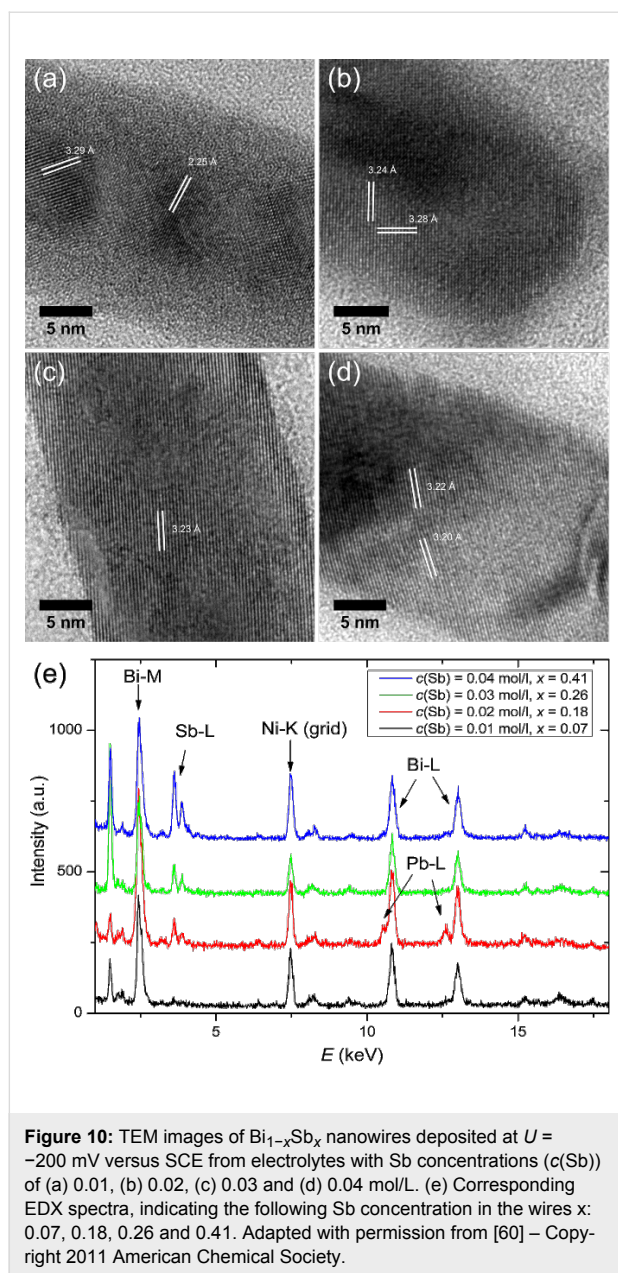 (a)
3.29 Å
2.25 Å
5 nm
(b)
3.24 Å
3.28 Å
5 nm
(c)
3.23 Å
5 nm
(d)
3.22 Å
3.20 Å
5 nm
(e)
Bi-M
Sb-L
Ni-K (grid)
Bi-L
Pb-L
c(Sb) = 0.04 mol/l, x = 0.41
c(Sb) = 0.03 mol/l, x = 0.26
c(Sb) = 0.02 mol/l, x = 0.18
c(Sb) = 0.01 mol/l, x = 0.07
Intensity (a.u.)
1000
500
0
5
10
15
E (keV)
Figure 10: TEM images of Bi₁₋ₓSbₓ nanowires deposited at U =
−200 mV versus SCE from electrolytes with Sb concentrations (c(Sb))
of (a) 0.01, (b) 0.02, (c) 0.03 and (d) 0.04 mol/L. (e) Corresponding
EDX spectra, indicating the following Sb concentration in the wires x:
0.07, 0.18, 0.26 and 0.41. Adapted with permission from [60] – Copy-
right 2011 American Chemical Society.